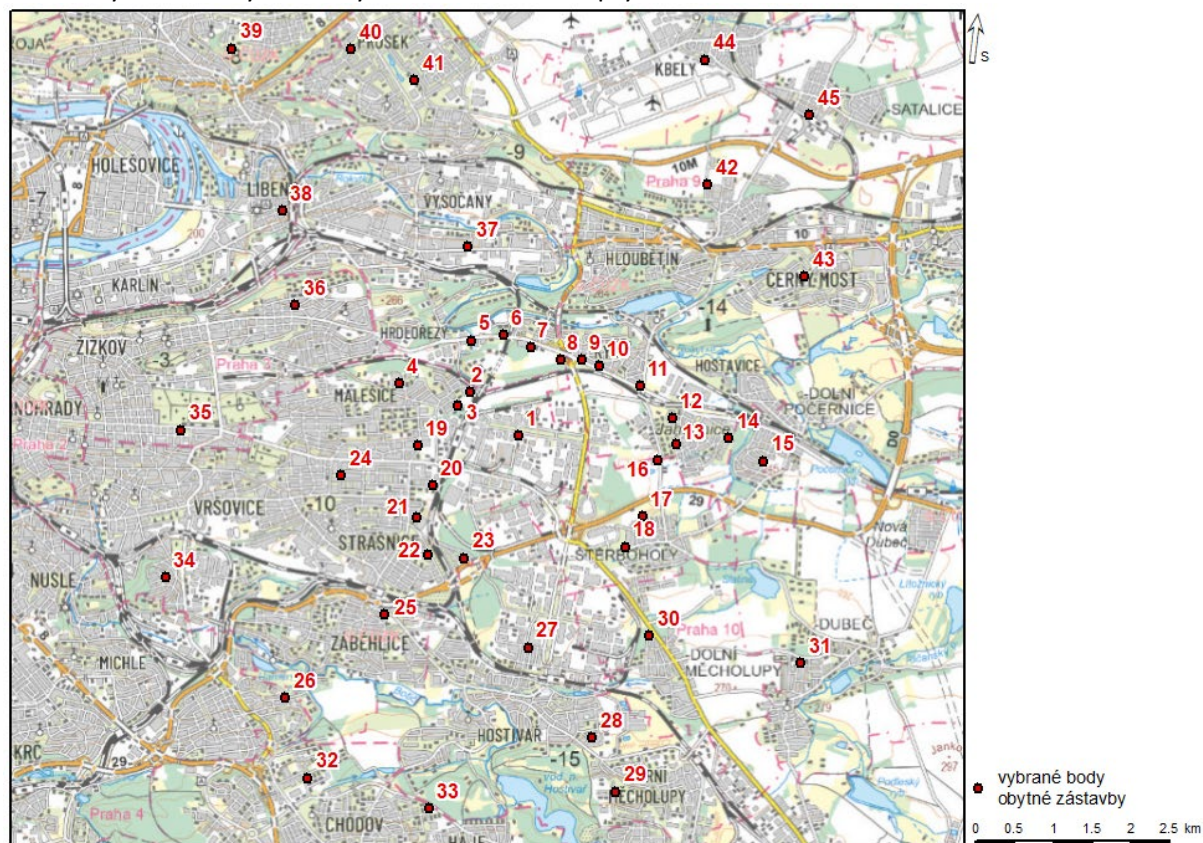 39
40
PROSEK
41
44
KBELY
S
45
SATALICE
HOLEŠOVICE
-7
8
-9
10M
Praha 9
42
LIBEŇ
38
VYSOČANY
37
10
HLOUBĚTÍN
43
ČERNÝ MOST
KARLÍN
36
-14
ŽIŽKOV
-3
Praha 3
HRDLOŘEZY
5
6
7
8
9
10
HOSTAVICE
11
4
2
MALEŠICE
3
DOLNÍ
POČERNICE
D0
12
1
14
13
15
35
Praha 2
19
16
24
20
29
VRŠOVICE
-10
21
17
18
STRAŠNICE
22
23
ŠTĚRBOHOLY
Nová
Dubeč
34
NUSLE
25
ZÁBĚHLICE
30
Praha 10
DUBEČ
27
DOLNÍ
MĚCHOLUPY
31
MICHLE
26
28
HOSTIVAŘ
-15
KRČ
29
32
29
MĚCHOLUPY
33
Praha 4
CHODOV
HÁJE
vybrané body
obytné zástavby
0 0.5 1 1.5 2 2.5 km